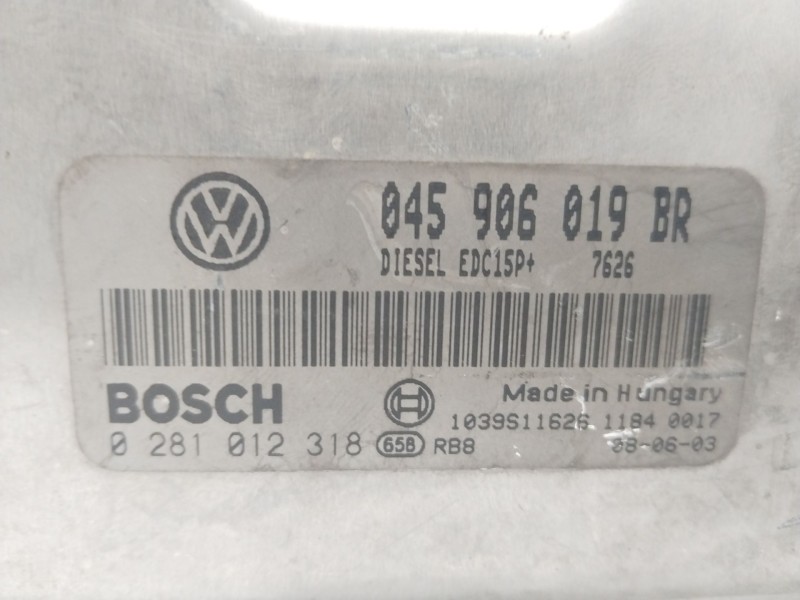 045 906 019 BR
DIESEL EDC15P+ 7626
BOSCH
Made in Hungary
1039S11626 1184 0017
0 281 012 318 65B RB8 08-06-03